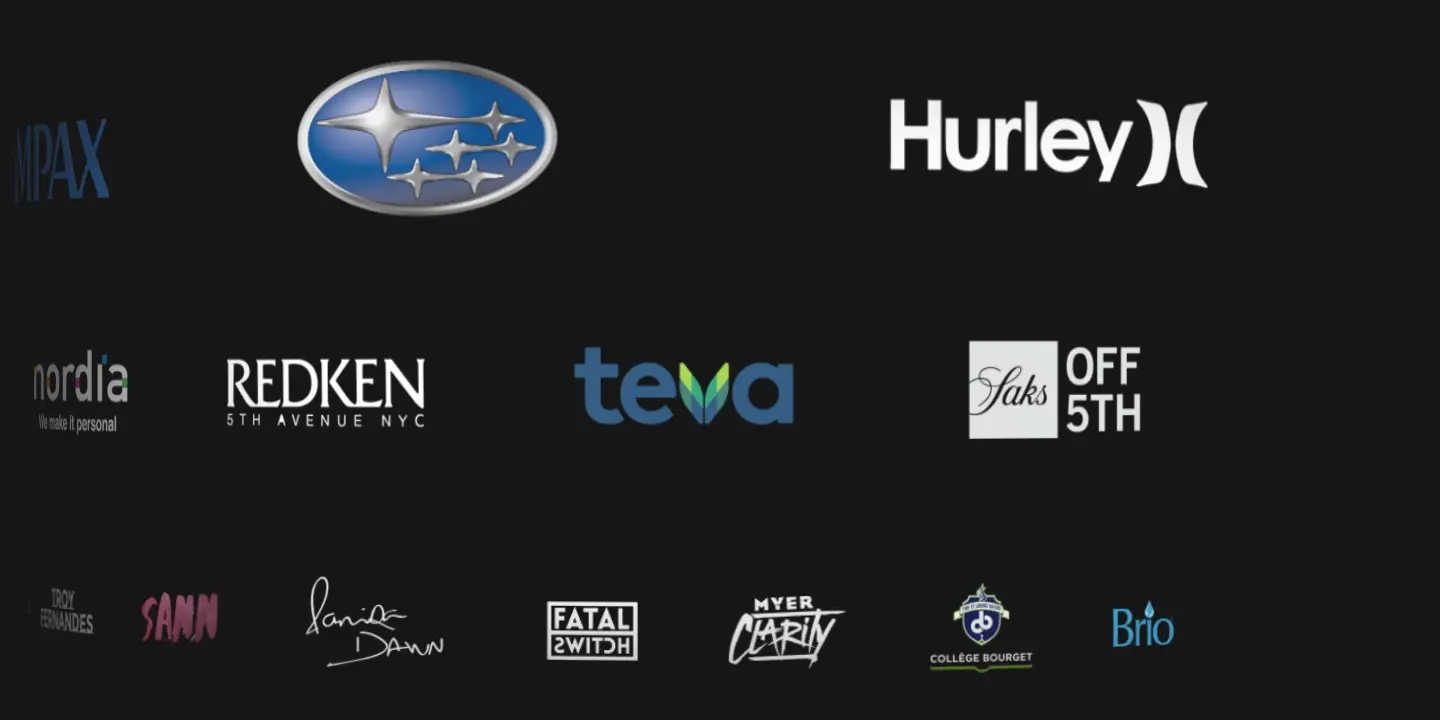 MPAX
Hurley
nordia
We make it personal
REDKEN
5TH AVENUE NYC
teva
Saks
OFF
5TH
TROY
FERNANDES
SANN
DAWN
FATAL
SWITCH
MYER
CLARITY
COLLÈGE BOURGET
Brio